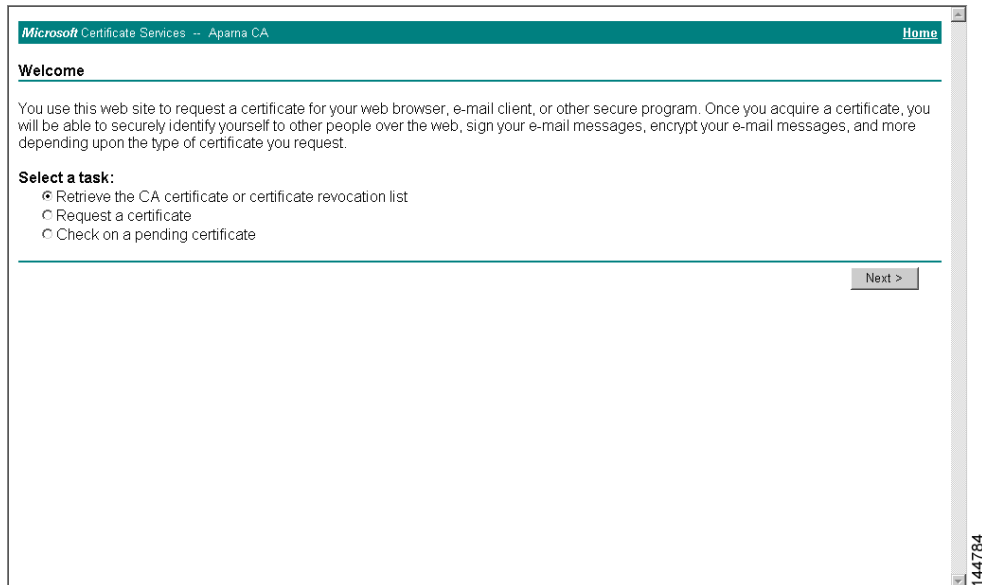 Microsoft Certificate Services -- Aparna CA Home
Welcome
You use this web site to request a certificate for your web browser, e-mail client, or other secure program. Once you acquire a certificate, you
will be able to securely identify yourself to other people over the web, sign your e-mail messages, encrypt your e-mail messages, and more
depending upon the type of certificate you request.
Select a task:
Retrieve the CA certificate or certificate revocation list
Request a certificate
Check on a pending certificate
Next >
144784